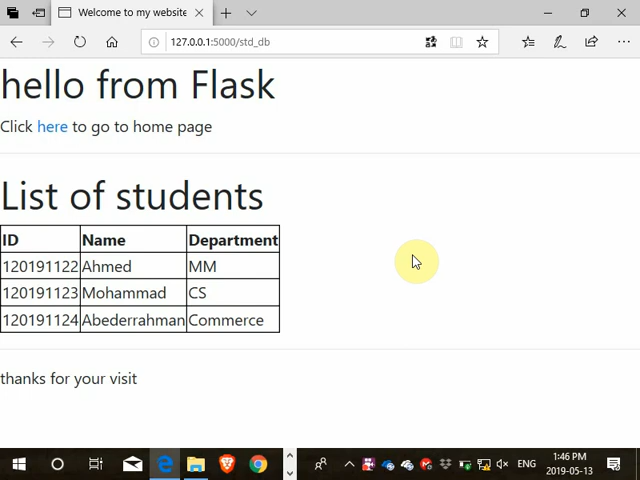 Welcome to my website
127.0.0.1:5000/std_db
hello from Flask
Click here to go to home page
List of students
ID Name Department
120191122 Ahmed MM
120191123 Mohammad CS
120191124 Abederrahman Commerce
thanks for your visit
ENG
1:46 PM
2019-05-13